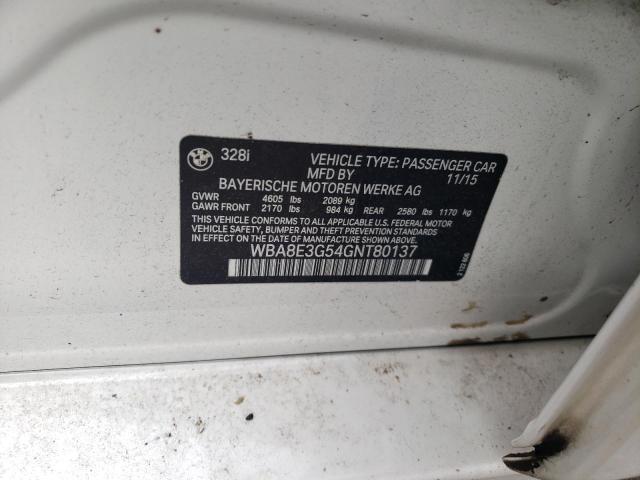 328i
VEHICLE TYPE: PASSENGER CAR
MFD BY 11/15
BAYERISCHE MOTOREN WERKE AG
GVWR 4605 lbs 2089 kg
GAWR FRONT 2170 lbs 984 kg REAR 2580 lbs 1170 kg
THIS VEHICLE CONFORMS TO ALL APPLICABLE U.S. FEDERAL MOTOR
VEHICLE SAFETY, BUMPER, AND THEFT PREVENTION STANDARDS
IN EFFECT ON THE DATE OF MANUFACTURE SHOWN ABOVE.
WBA8E3G54GNT80137